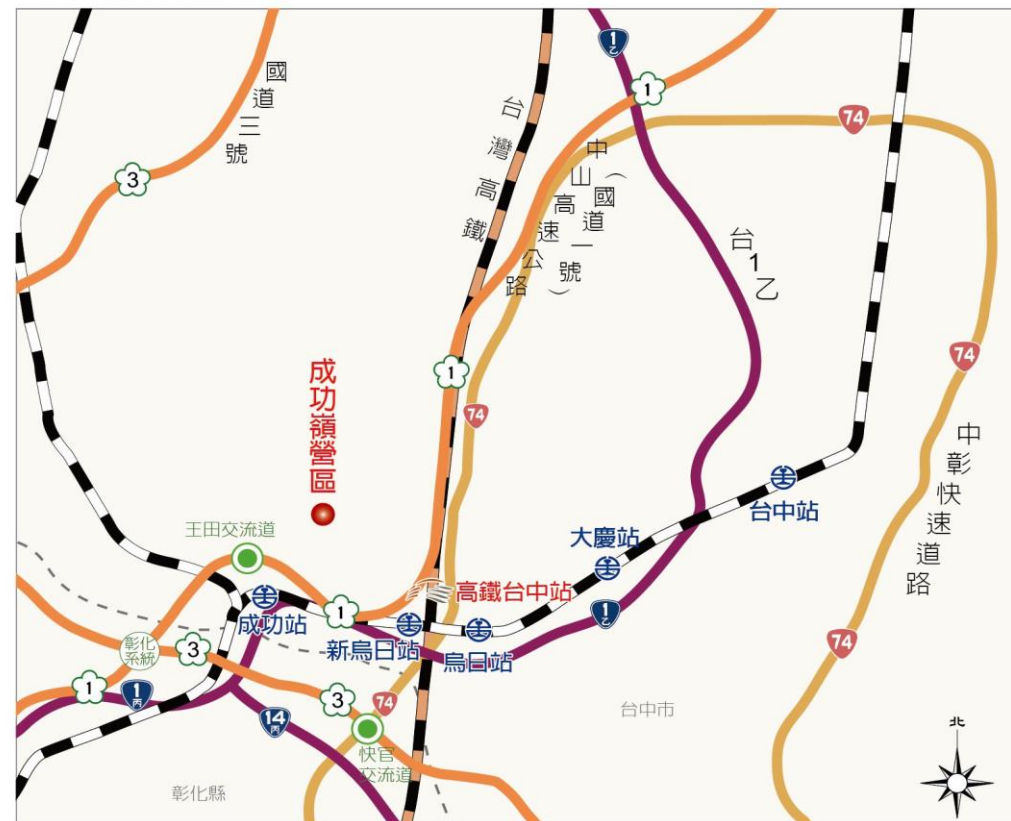 1乙
國道三號
3
台灣高鐵
1
中山高速公路
（國道一號）
74
台1乙
1
74
74
成功嶺營區
中彰快速道路
台中站
王田交流道
大慶站
高鐵台中站
成功站
1
新烏日站
烏日站
1乙
彰化
系統
3
74
1
1丙
14丙
3
74
快官
交流道
台中市
彰化縣
北